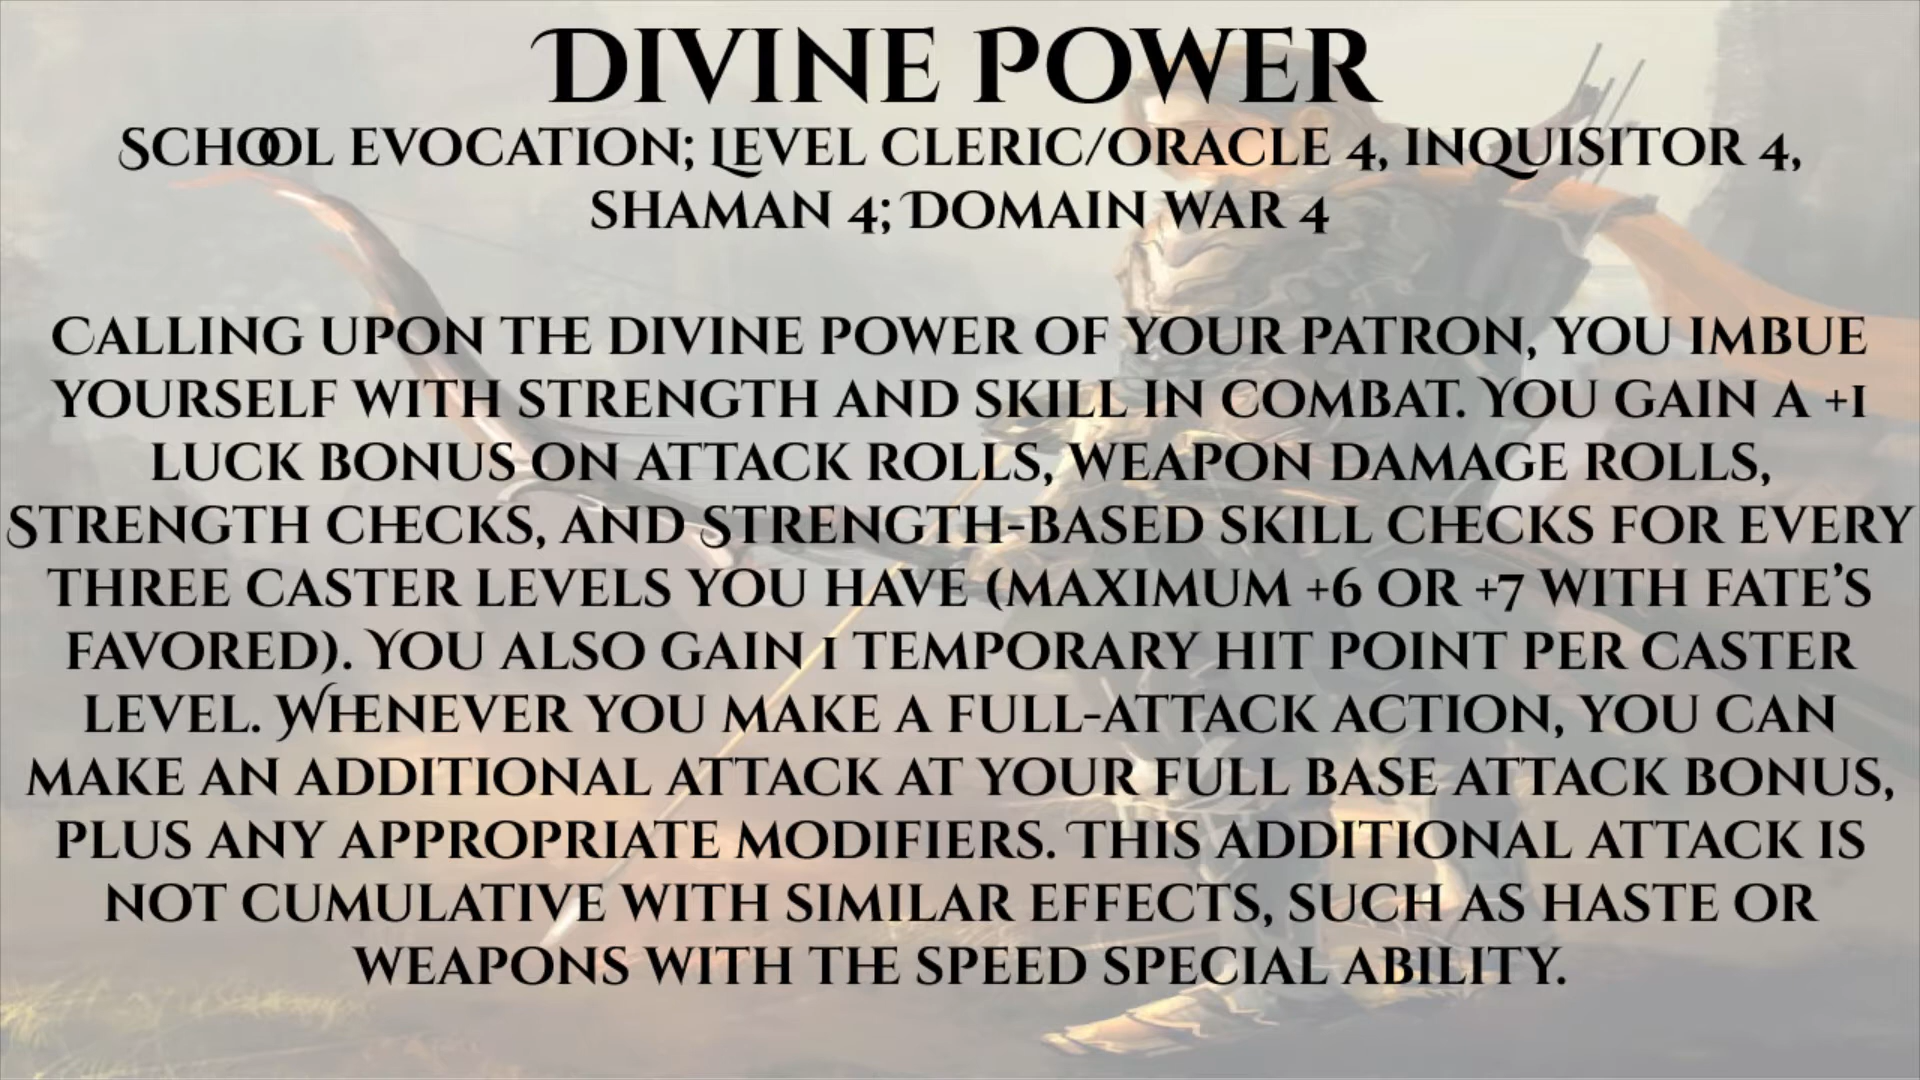 Divine Power
School evocation; Level cleric/oracle 4, inquisitor 4,
shaman 4; Domain war 4
Calling upon the divine power of your patron, you imbue
yourself with strength and skill in combat. You gain a +1
luck bonus on attack rolls, weapon damage rolls,
Strength checks, and Strength-based skill checks for every
three caster levels you have (maximum +6 or +7 with fate’s
favored). You also gain 1 temporary hit point per caster
level. Whenever you make a full-attack action, you can
make an additional attack at your full base attack bonus,
plus any appropriate modifiers. This additional attack is
not cumulative with similar effects, such as haste or
weapons with the speed special ability.